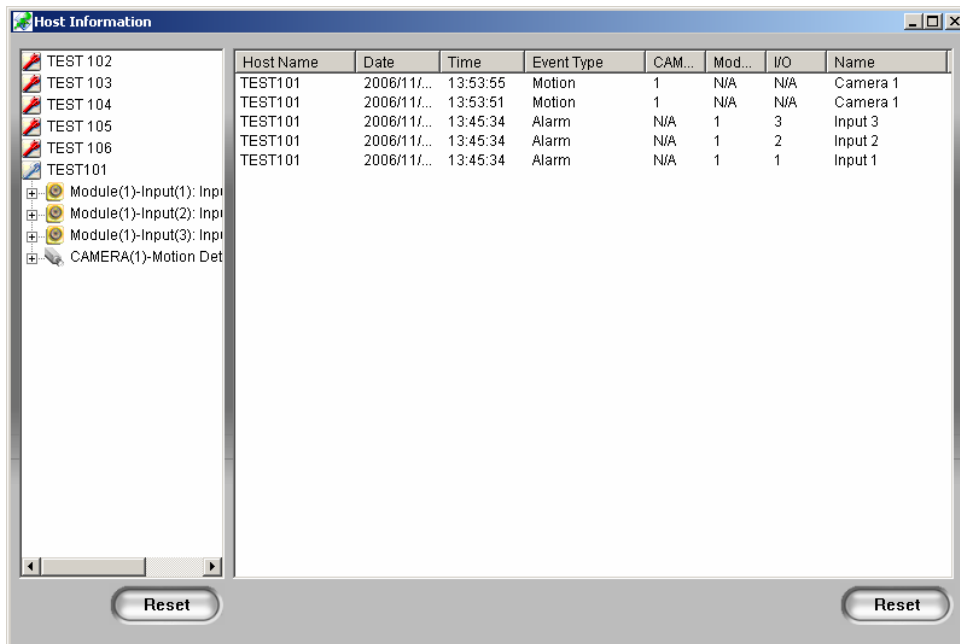 Host Information
TEST 102
TEST 103
TEST 104
TEST 105
TEST 106
TEST101
Module(1)-Input(1): Inpu
Module(1)-Input(2): Inpu
Module(1)-Input(3): Inpu
CAMERA(1)-Motion Det
Host Name Date Time Event Type CAM... Mod... I/O Name
TEST101 2006/11/... 13:53:55 Motion 1 N/A N/A Camera 1
TEST101 2006/11/... 13:53:51 Motion 1 N/A N/A Camera 1
TEST101 2006/11/... 13:45:34 Alarm N/A 1 3 Input 3
TEST101 2006/11/... 13:45:34 Alarm N/A 1 2 Input 2
TEST101 2006/11/... 13:45:34 Alarm N/A 1 1 Input 1
Reset Reset